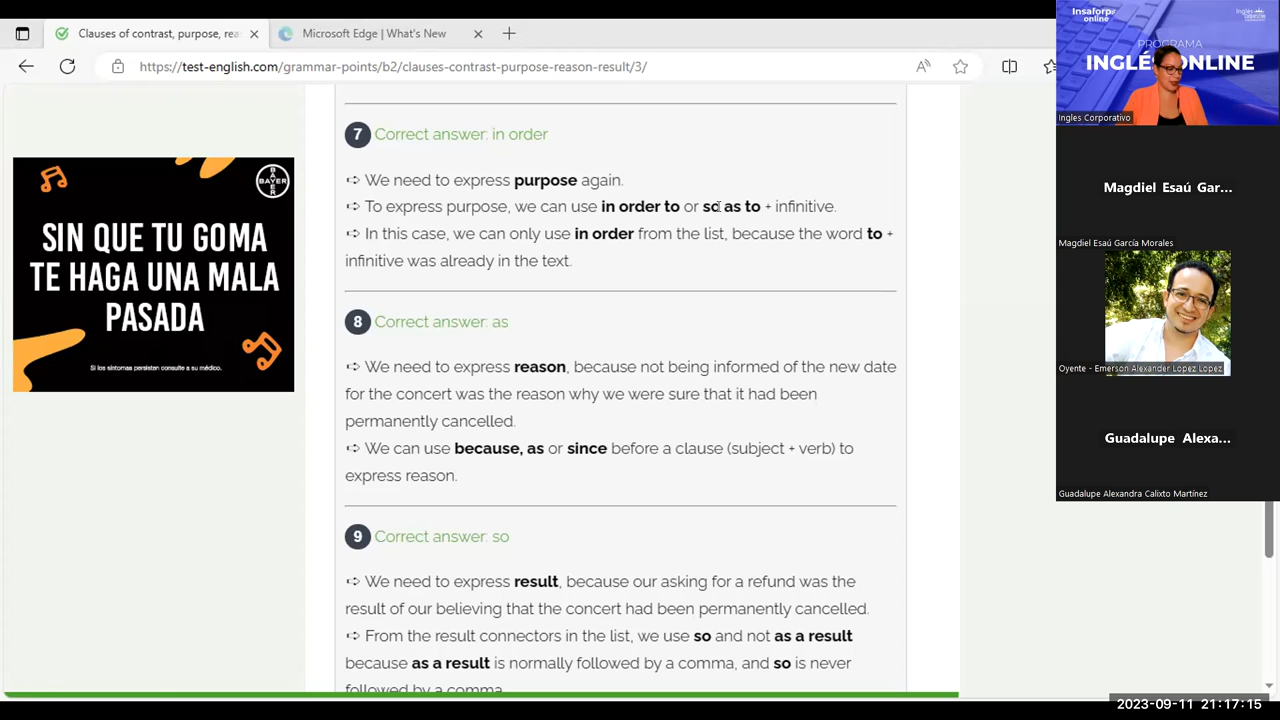 Clauses of contrast, purpose, rea
Microsoft Edge | What's New
https://test-english.com/grammar-points/b2/clauses-contrast-purpose-reason-result/3/
7 Correct answer: in order
➪ We need to express purpose again.
➪ To express purpose, we can use in order to or so as to + infinitive.
➪ In this case, we can only use in order from the list, because the word to +
infinitive was already in the text.
8 Correct answer: as
➪ We need to express reason, because not being informed of the new date
for the concert was the reason why we were sure that it had been
permanently cancelled.
➪ We can use because, as or since before a clause (subject + verb) to
express reason.
9 Correct answer: so
➪ We need to express result, because our asking for a refund was the
result of our believing that the concert had been permanently cancelled.
➪ From the result connectors in the list, we use so and not as a result
because as a result is normally followed by a comma, and so is never
followed by a comma
BAYER
BAYER
SIN QUE TU GOMA
TE HAGA UNA MALA
PASADA
Si los síntomas persisten consulte a su médico.
Insaforp
online
PROGRAMA
INGLÉS ONLINE
Ingles Corporativo
Magdiel Esaú Gar...
Magdiel Esaú García Morales
Oyente - Emerson Alexander Lopez Lopez
Guadalupe Alexa...
Guadalupe Alexandra Calixto Martínez
2023-09-11 21:17:15